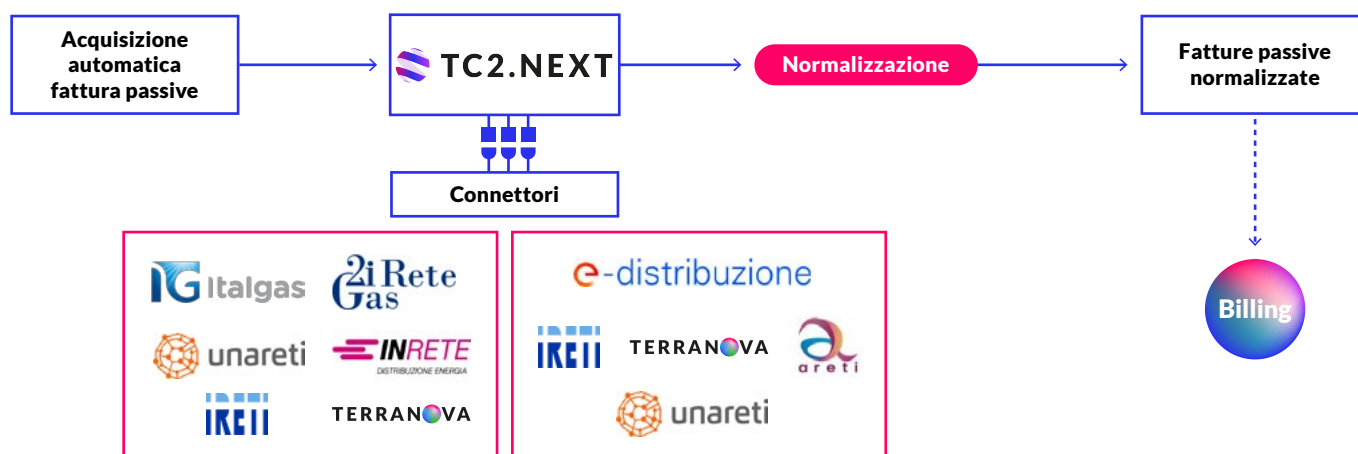 Acquisizione
automatica
fattura passive
TC2.NEXT
Normalizzazione
Fatture passive
normalizzate
Connettori
IG Italgas
2i Rete
Gas
unareti
INRETE
DISTRIBUZIONE ENERGIA
IRETI
TERRANOVA
e-distribuzione
IRETI
TERRANOVA
a
areti
unareti
Billing